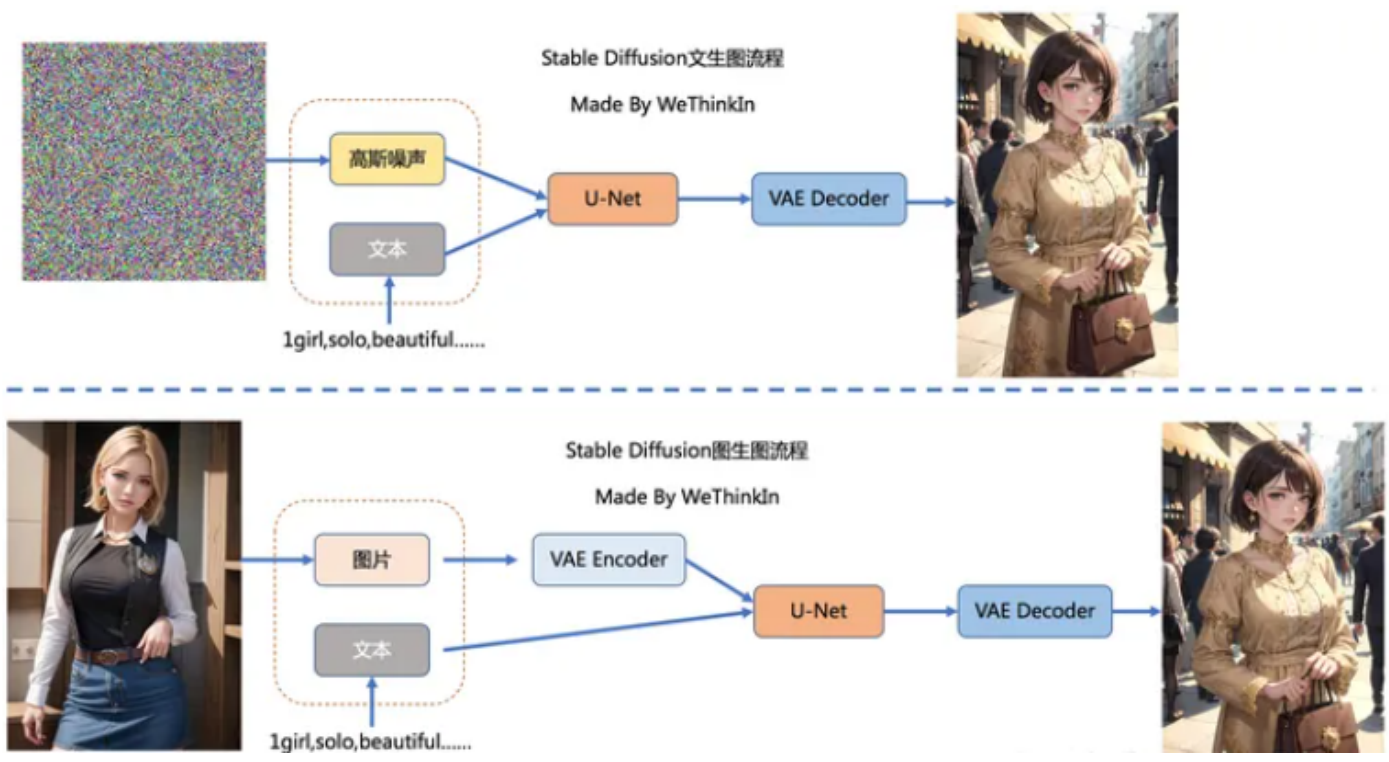 Stable Diffusion文生图流程
Made By WeThinkIn
高斯噪声
文本
1girl,solo,beautiful......
U-Net
VAE Decoder
Stable Diffusion图生图流程
Made By WeThinkIn
图片
文本
1girl,solo,beautiful......
VAE Encoder
U-Net
VAE Decoder